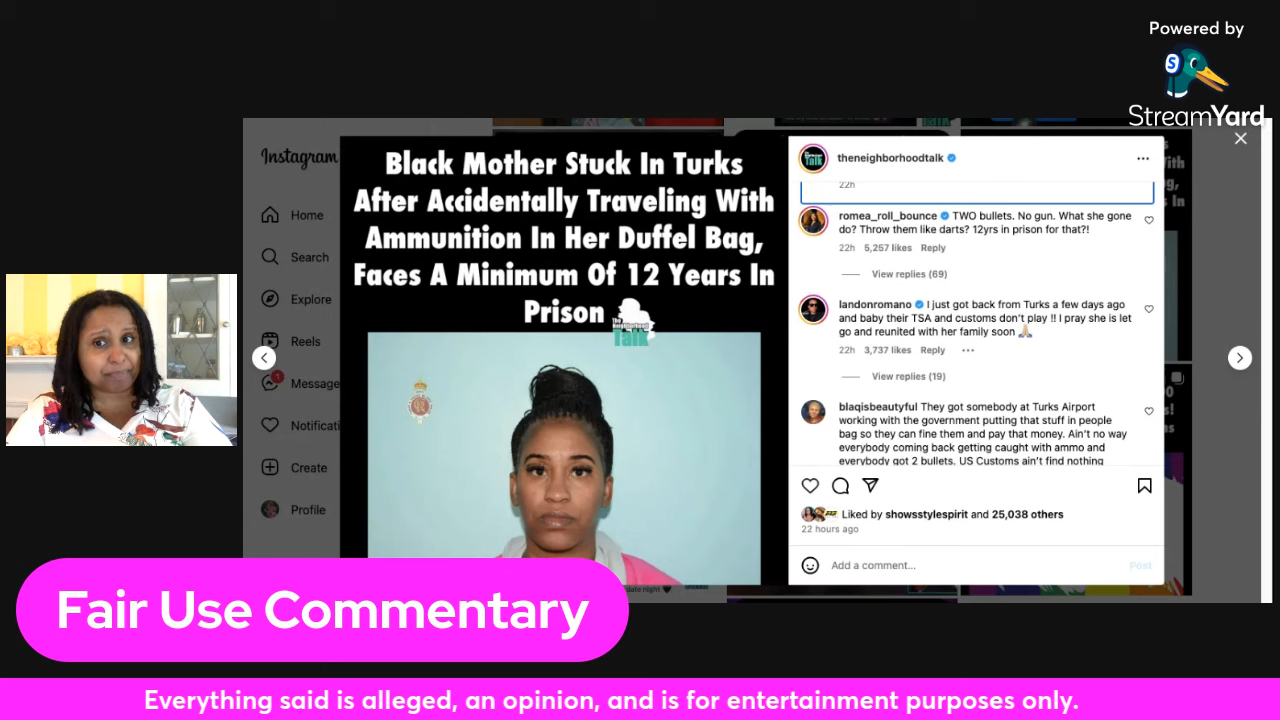 Powered by
S
StreamYard
Instagram
Home
Search
Explore
Reels
Message
1
Notificati
Create
Profile
Black Mother Stuck In Turks
After Accidentally Traveling With
Ammunition In Her Duffel Bag,
Faces A Minimum Of 12 Years In
Prison
The
Neighborhood
Talk
theneighborhoodtalk
22h
romea_roll_bounce TWO bullets. No gun. What she gone
do? Throw them like darts? 12yrs in prison for that?!
22h 5,257 likes Reply
View replies (69)
landonromano I just got back from Turks a few days ago
and baby their TSA and customs don't play !! I pray she is let
go and reunited with her family soon 🙏🏼
22h 3,737 likes Reply
View replies (19)
blaqisbeautyful They got somebody at Turks Airport
working with the government putting that stuff in people
bag so they can fine them and pay that money. Ain't no way
everybody coming back getting caught with ammo and
everybody got 2 bullets. US Customs ain't find nothing
Liked by showsstylespirit and 25,038 others
22 hours ago
Add a comment...
Post
Fair Use Commentary
Everything said is alleged, an opinion, and is for entertainment purposes only.